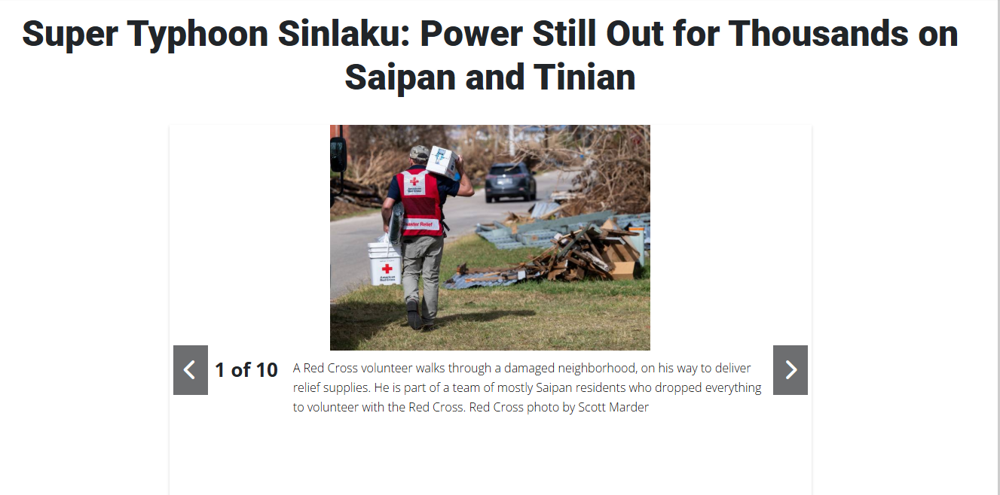 Super Typhoon Sinlaku: Power Still Out for Thousands on
Saipan and Tinian
American
Red Cross
Disaster Relief
American
Red Cross
1 of 10
A Red Cross volunteer walks through a damaged neighborhood, on his way to deliver
relief supplies. He is part of a team of mostly Saipan residents who dropped everything
to volunteer with the Red Cross. Red Cross photo by Scott Marder